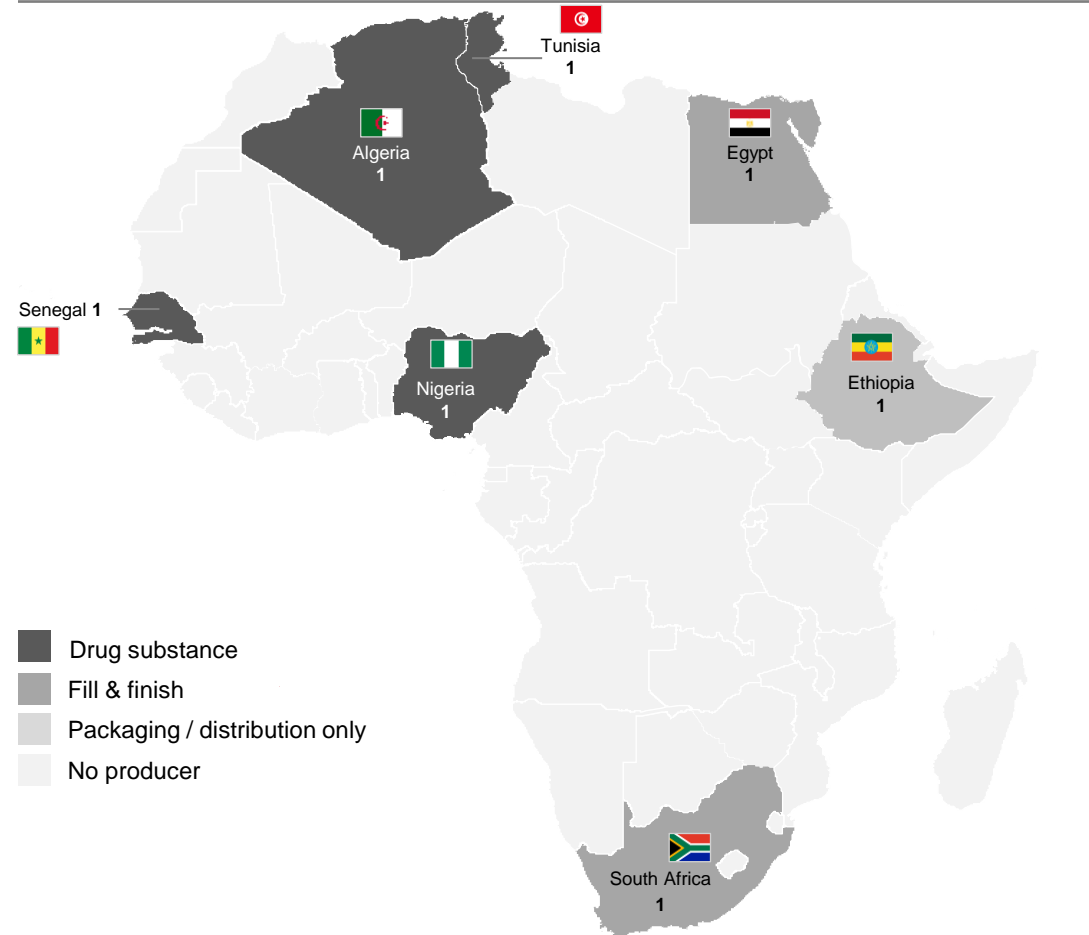 Tunisia
1
Algeria
1
Egypt
1
Senegal 1
Nigeria
1
Ethiopia
1
Drug substance
Fill & finish
Packaging / distribution only
No producer
South Africa
1